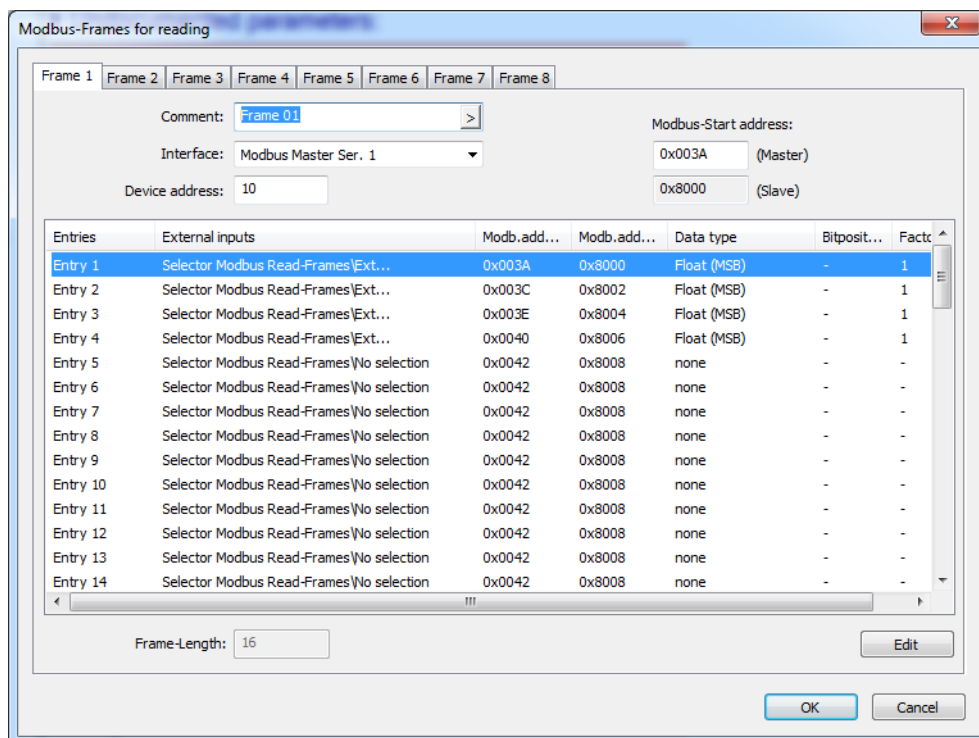 ted parameters:
Modbus-Frames for reading
Frame 1 Frame 2 Frame 3 Frame 4 Frame 5 Frame 6 Frame 7 Frame 8
Comment: Frame 01 >
Modbus-Start address:
Interface: Modbus Master Ser. 1 0x003A (Master)
Device address: 10 0x8000 (Slave)
Entries External inputs Modb.add... Modb.add... Data type Bitposit... Facto
Entry 1 Selector Modbus Read-Frames\Ext... 0x003A 0x8000 Float (MSB) - 1
Entry 2 Selector Modbus Read-Frames\Ext... 0x003C 0x8002 Float (MSB) - 1
Entry 3 Selector Modbus Read-Frames\Ext... 0x003E 0x8004 Float (MSB) - 1
Entry 4 Selector Modbus Read-Frames\Ext... 0x0040 0x8006 Float (MSB) - 1
Entry 5 Selector Modbus Read-Frames\No selection 0x0042 0x8008 none - -
Entry 6 Selector Modbus Read-Frames\No selection 0x0042 0x8008 none - -
Entry 7 Selector Modbus Read-Frames\No selection 0x0042 0x8008 none - -
Entry 8 Selector Modbus Read-Frames\No selection 0x0042 0x8008 none - -
Entry 9 Selector Modbus Read-Frames\No selection 0x0042 0x8008 none - -
Entry 10 Selector Modbus Read-Frames\No selection 0x0042 0x8008 none - -
Entry 11 Selector Modbus Read-Frames\No selection 0x0042 0x8008 none - -
Entry 12 Selector Modbus Read-Frames\No selection 0x0042 0x8008 none - -
Entry 13 Selector Modbus Read-Frames\No selection 0x0042 0x8008 none - -
Entry 14 Selector Modbus Read-Frames\No selection 0x0042 0x8008 none - -
Frame-Length: 16
Edit
OK Cancel